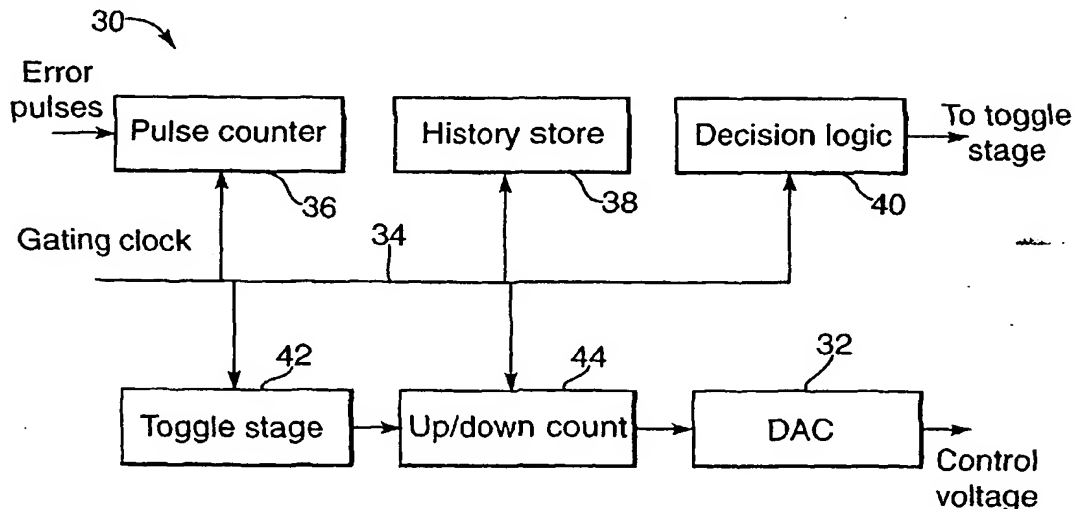 30
Error
pulses
Pulse counter
History store
Decision logic
To toggle
stage
36
38
40
Gating clock
34
42
44
32
Toggle stage
Up/down count
DAC
Control
voltage